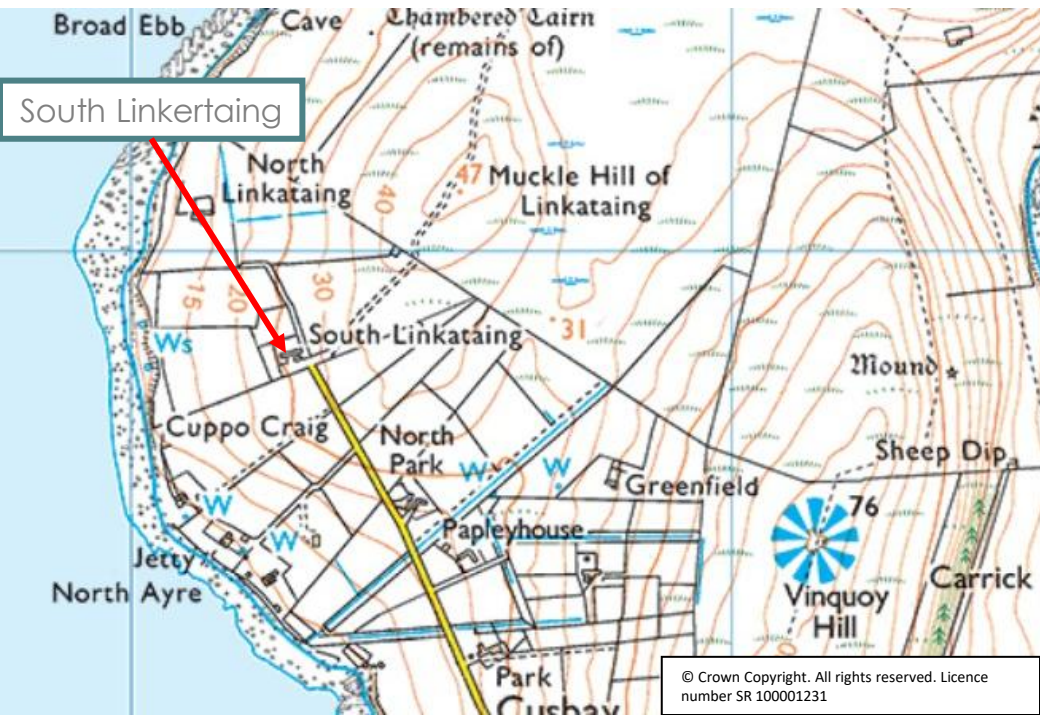 Broad Ebb
Cave
Chambered Cairn
(remains of)
South Linkertaing
North
Linkataing
47
Muckle Hill of
Linkataing
40
30
20
15
South Linkataing
31
Ws
Mound
Cuppo Craig
North
Park
W
W
Sheep Dip
Greenfield
76
W
W
Papleyhouse
Jetty
North Ayre
Vinquoy
Hill
Carrick
Park
Cusbay
© Crown Copyright. All rights reserved. Licence
number SR 100001231